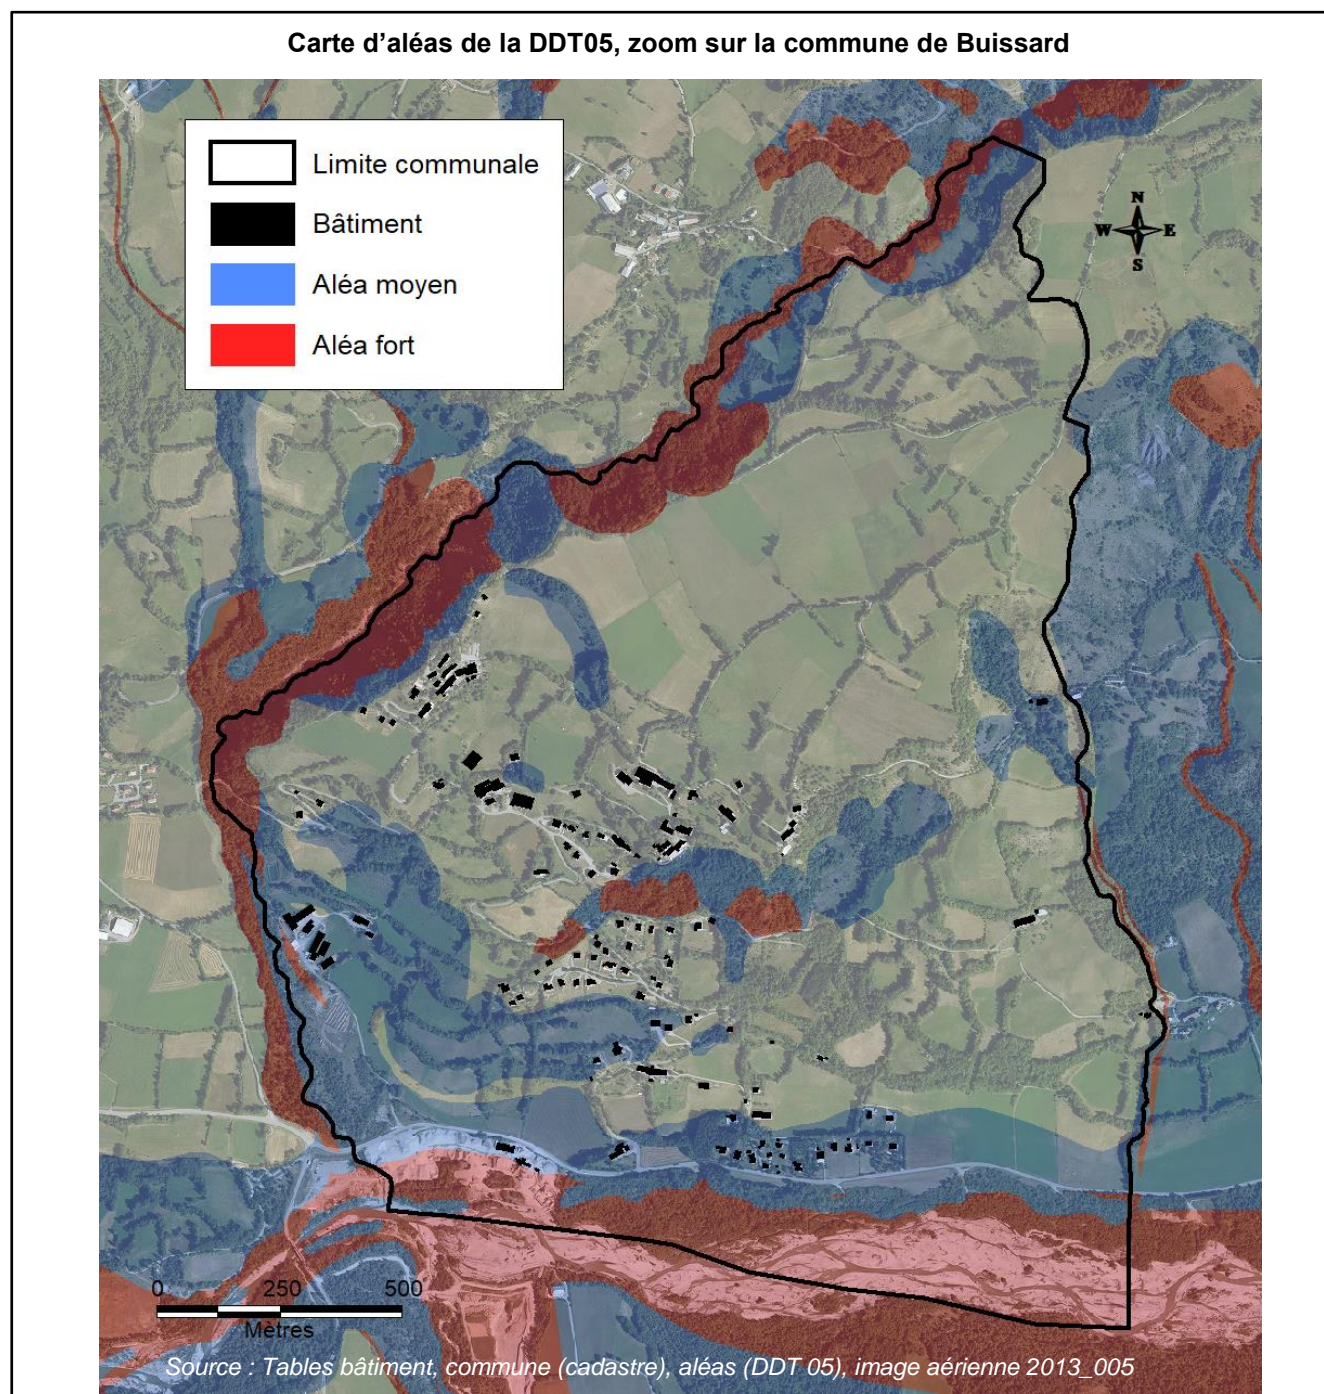 Carte d’aléas de la DDT05, zoom sur la commune de Buissard
Limite communale
Bâtiment
Aléa moyen
Aléa fort
N
W E
S
0 250 500
Mètres
Source : Tables bâtiment, commune (cadastre), aléas (DDT 05), image aérienne 2013_005